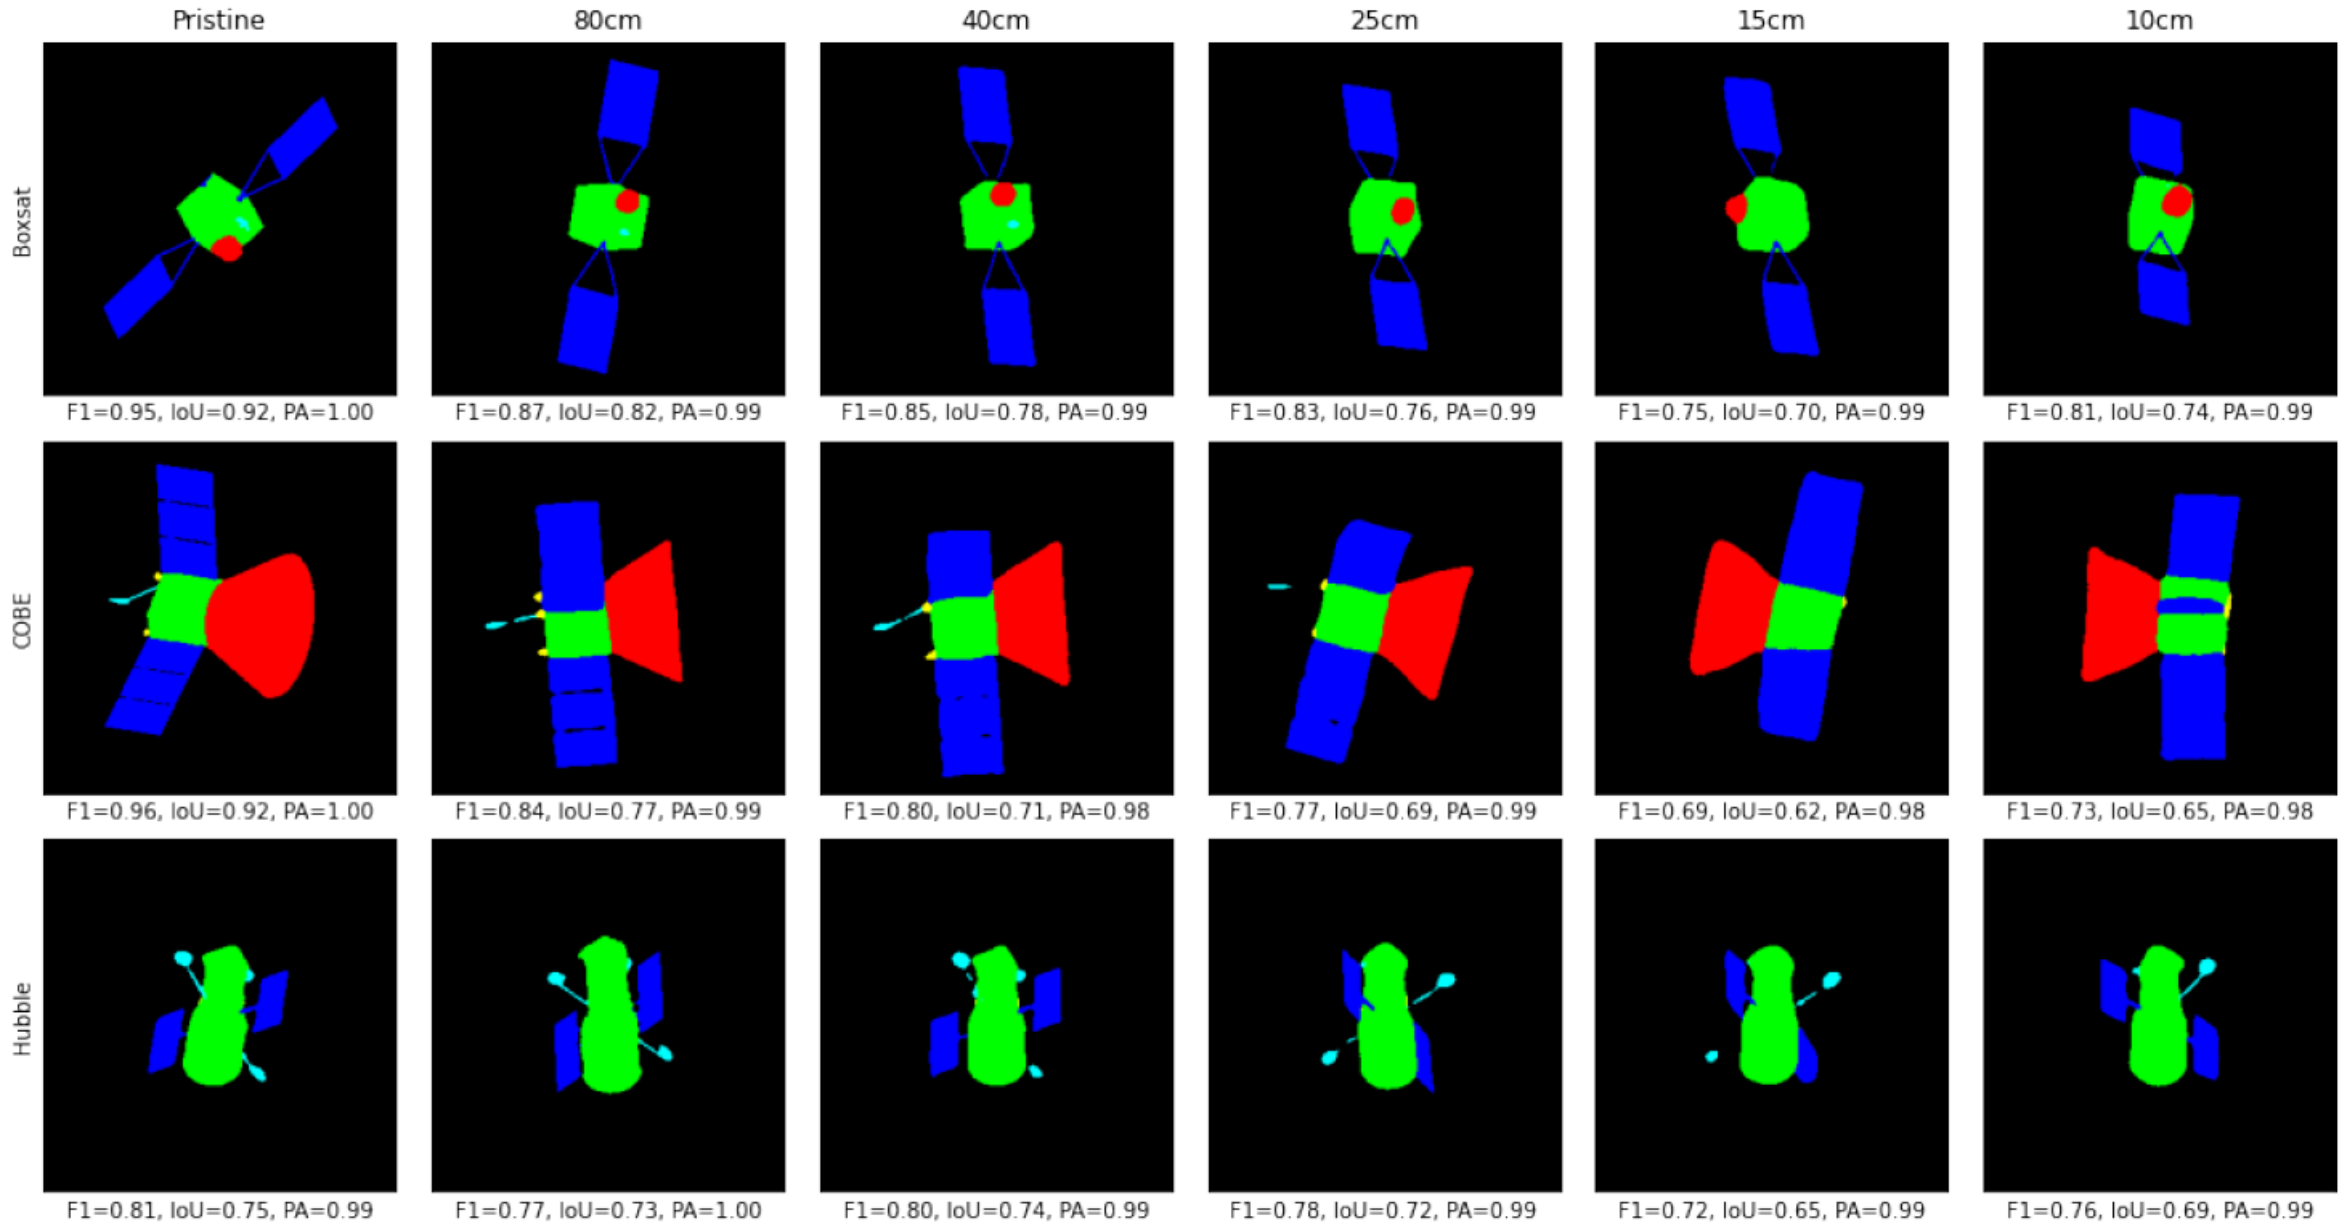 Pristine 80cm 40cm 25cm 15cm 10cm
Boxsat
F1=0.95, IoU=0.92, PA=1.00 F1=0.87, IoU=0.82, PA=0.99 F1=0.85, IoU=0.78, PA=0.99 F1=0.83, IoU=0.76, PA=0.99 F1=0.75, IoU=0.70, PA=0.99 F1=0.81, IoU=0.74, PA=0.99
COBE
F1=0.96, IoU=0.92, PA=1.00 F1=0.84, IoU=0.77, PA=0.99 F1=0.80, IoU=0.71, PA=0.98 F1=0.77, IoU=0.69, PA=0.99 F1=0.69, IoU=0.62, PA=0.98 F1=0.73, IoU=0.65, PA=0.98
Hubble
F1=0.81, IoU=0.75, PA=0.99 F1=0.77, IoU=0.73, PA=1.00 F1=0.80, IoU=0.74, PA=0.99 F1=0.78, IoU=0.72, PA=0.99 F1=0.72, IoU=0.65, PA=0.99 F1=0.76, IoU=0.69, PA=0.99